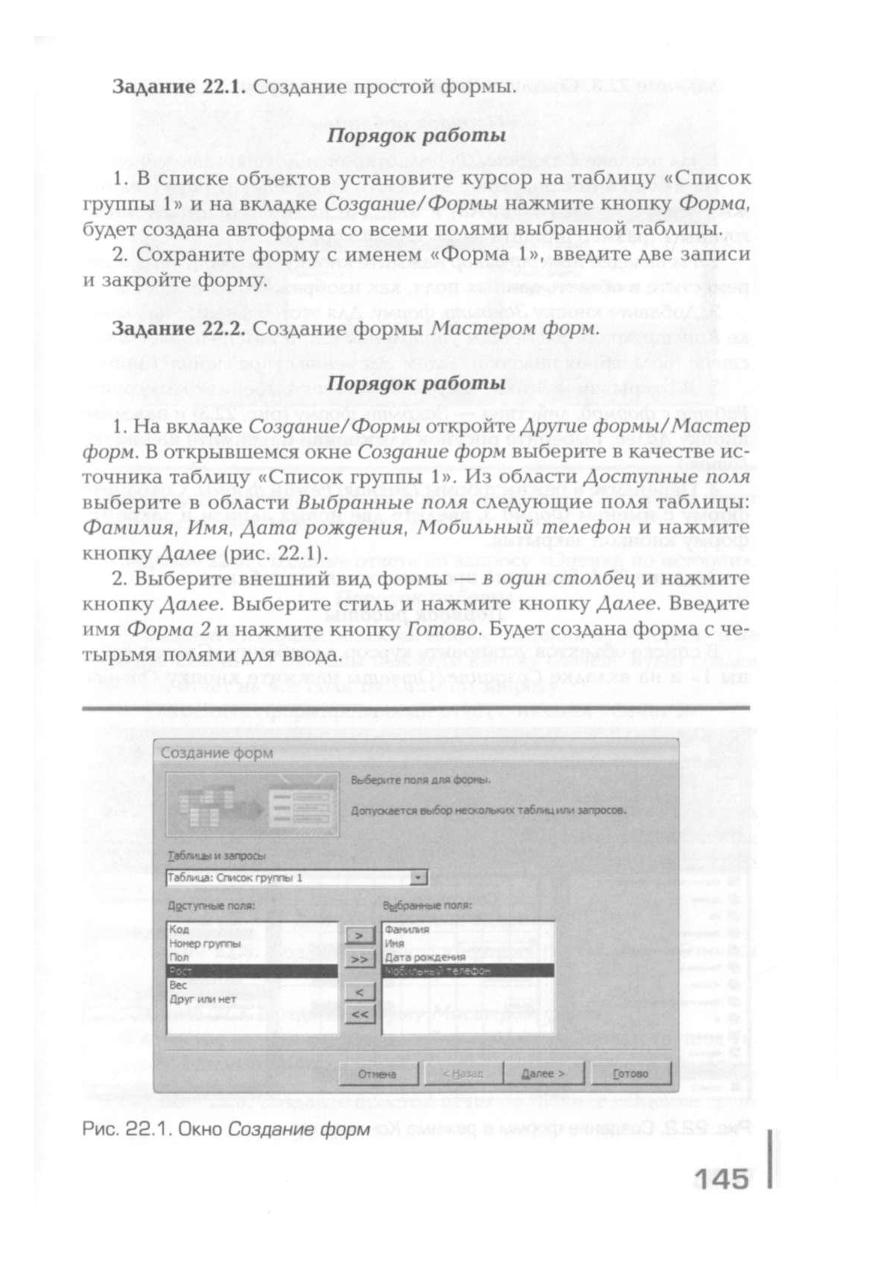 Задание 22.1. Создание простой формы.
Порядок работы
1. В списке объектов установите курсор на таблицу «Список
группы 1» и на вкладке Создание/Формы нажмите кнопку Форма,
будет создана автоформа со всеми полями выбранной таблицы.
2. Сохраните форму с именем «Форма 1», введите две записи
и закройте форму.
Задание 22.2. Создание формы Мастером форм.
Порядок работы
1. На вкладке Создание/Формы откройте Другие формы/Мастер
форм. В открывшемся окне Создание форм выберите в качестве ис-
точника таблицу «Список группы 1». Из области Доступные поля
выберите в области Выбранные поля следующие поля таблицы:
Фамилия, Имя, Дата рождения, Мобильный телефон и нажмите
кнопку Далее (рис. 22.1).
2. Выберите внешний вид формы — в один столбец и нажмите
кнопку Далее. Выберите стиль и нажмите кнопку Далее. Введите
имя Форма 2 и нажмите кнопку Готово. Будет создана форма с че-
тырьмя полями для ввода.
Создание форм
Выберите поля для формы.
Допускается выбор нескольких таблиц или запросов.
Таблицы и запросы
Таблица: Список группы 1
Доступные поля:
Код
Номер группы
Пол
Рост
Вес
Друг или нет
>
>>
<
<<
Выбранные поля:
Фамилия
Имя
Дата рождения
Мобильный телефон
Отмена
< Назад
Далее >
Готово
Рис. 22.1. Окно Создание форм
145